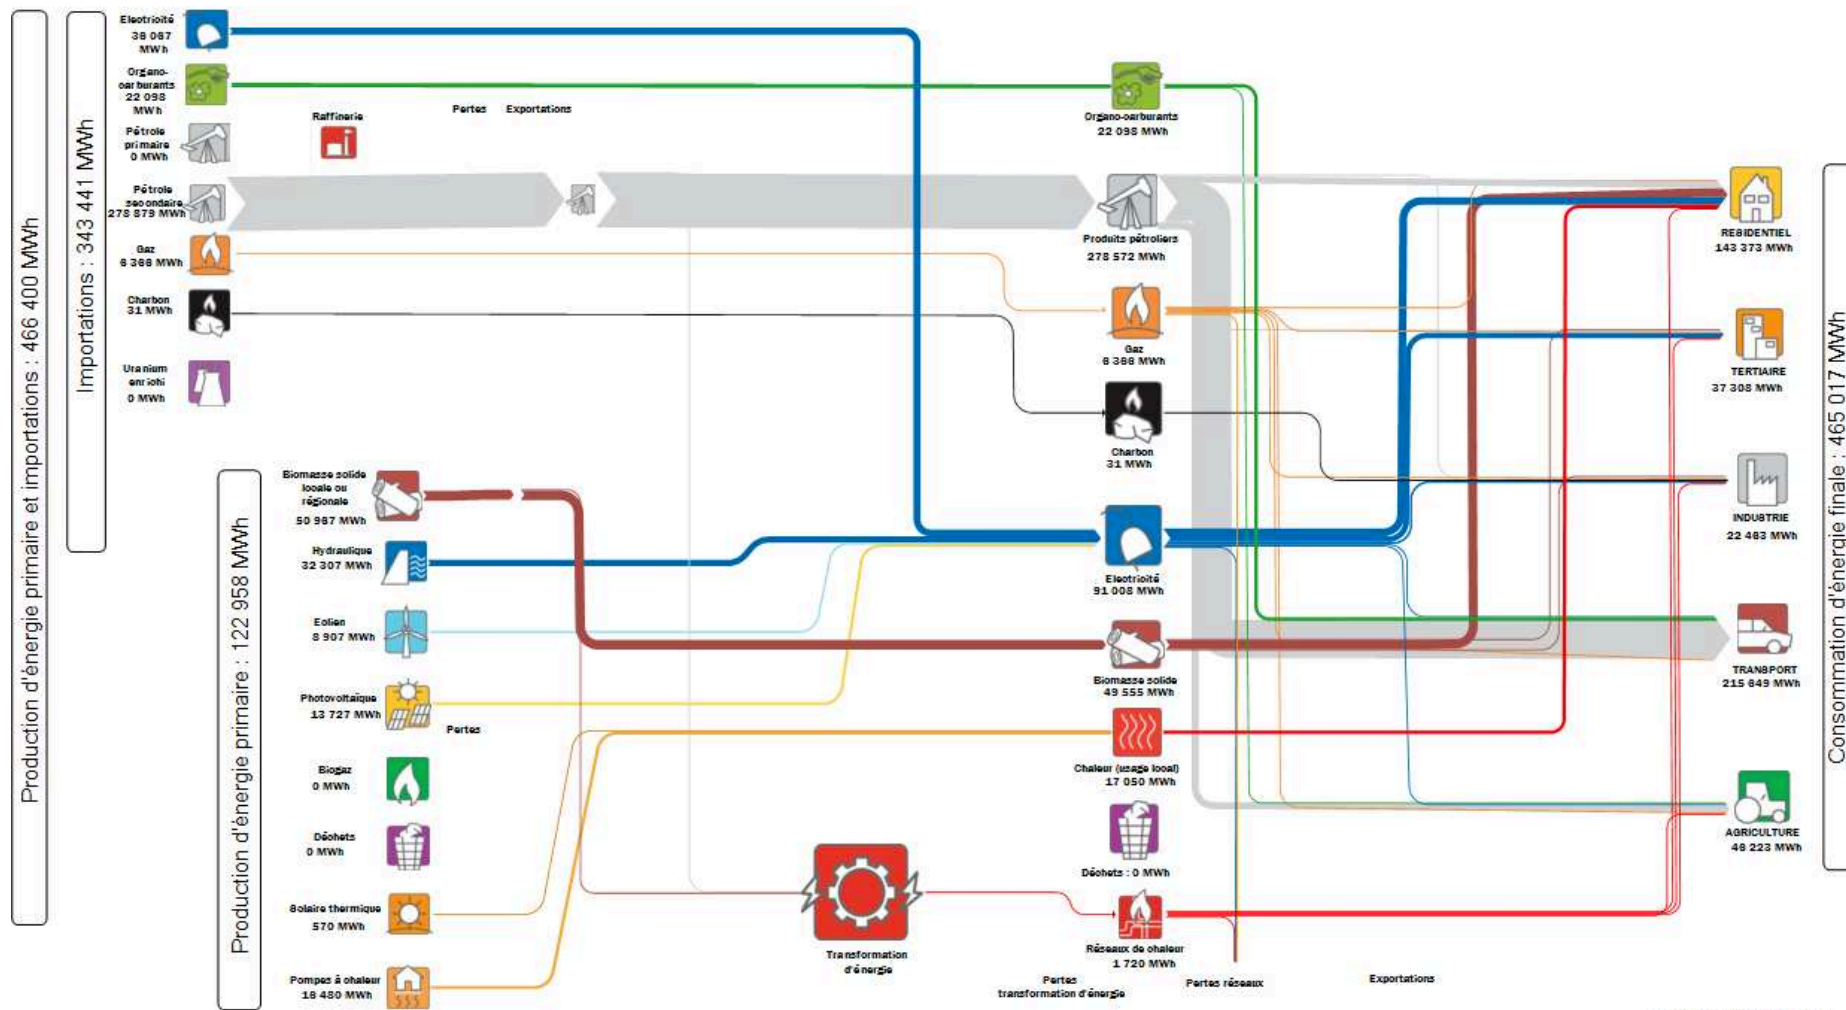 Production d'énergie primaire et importations : 466 400 MWh
Importations : 343 441 MWh
Electricité
36 067
MWh
Organo-
carburants
22 098
MWh
Pétrole
primaire
0 MWh
Pétrole
secondaire
278 879 MWh
Gaz
6 366 MWh
Charbon
31 MWh
Uranium
enrichi
0 MWh
Raffinerie
Pertes
Exportations
Production d'énergie primaire : 122 958 MWh
Biomasse solide
locale ou
régionale
50 967 MWh
Hydraulique
32 307 MWh
Eolien
8 907 MWh
Photovoltaïque
13 727 MWh
Pertes
Biogaz
0 MWh
Déchets
0 MWh
Solaire thermique
570 MWh
Pompes à chaleur
16 480 MWh
Transformation
d'énergie
Organo-carburants
22 098 MWh
Produits pétroliers
278 572 MWh
Gaz
6 366 MWh
Charbon
31 MWh
Electricité
91 008 MWh
Biomasse solide
49 555 MWh
Chaleur (usage local)
17 050 MWh
Déchets : 0 MWh
Réseaux de chaleur
1 720 MWh
Pertes
transformation d'énergie
Pertes réseaux
Exportations
RESIDENTIEL
143 373 MWh
TERTIAIRE
37 308 MWh
INDUSTRIE
22 463 MWh
TRANSPORT
215 649 MWh
AGRICULTURE
46 223 MWh
Consommation d'énergie finale : 465 017 MWh